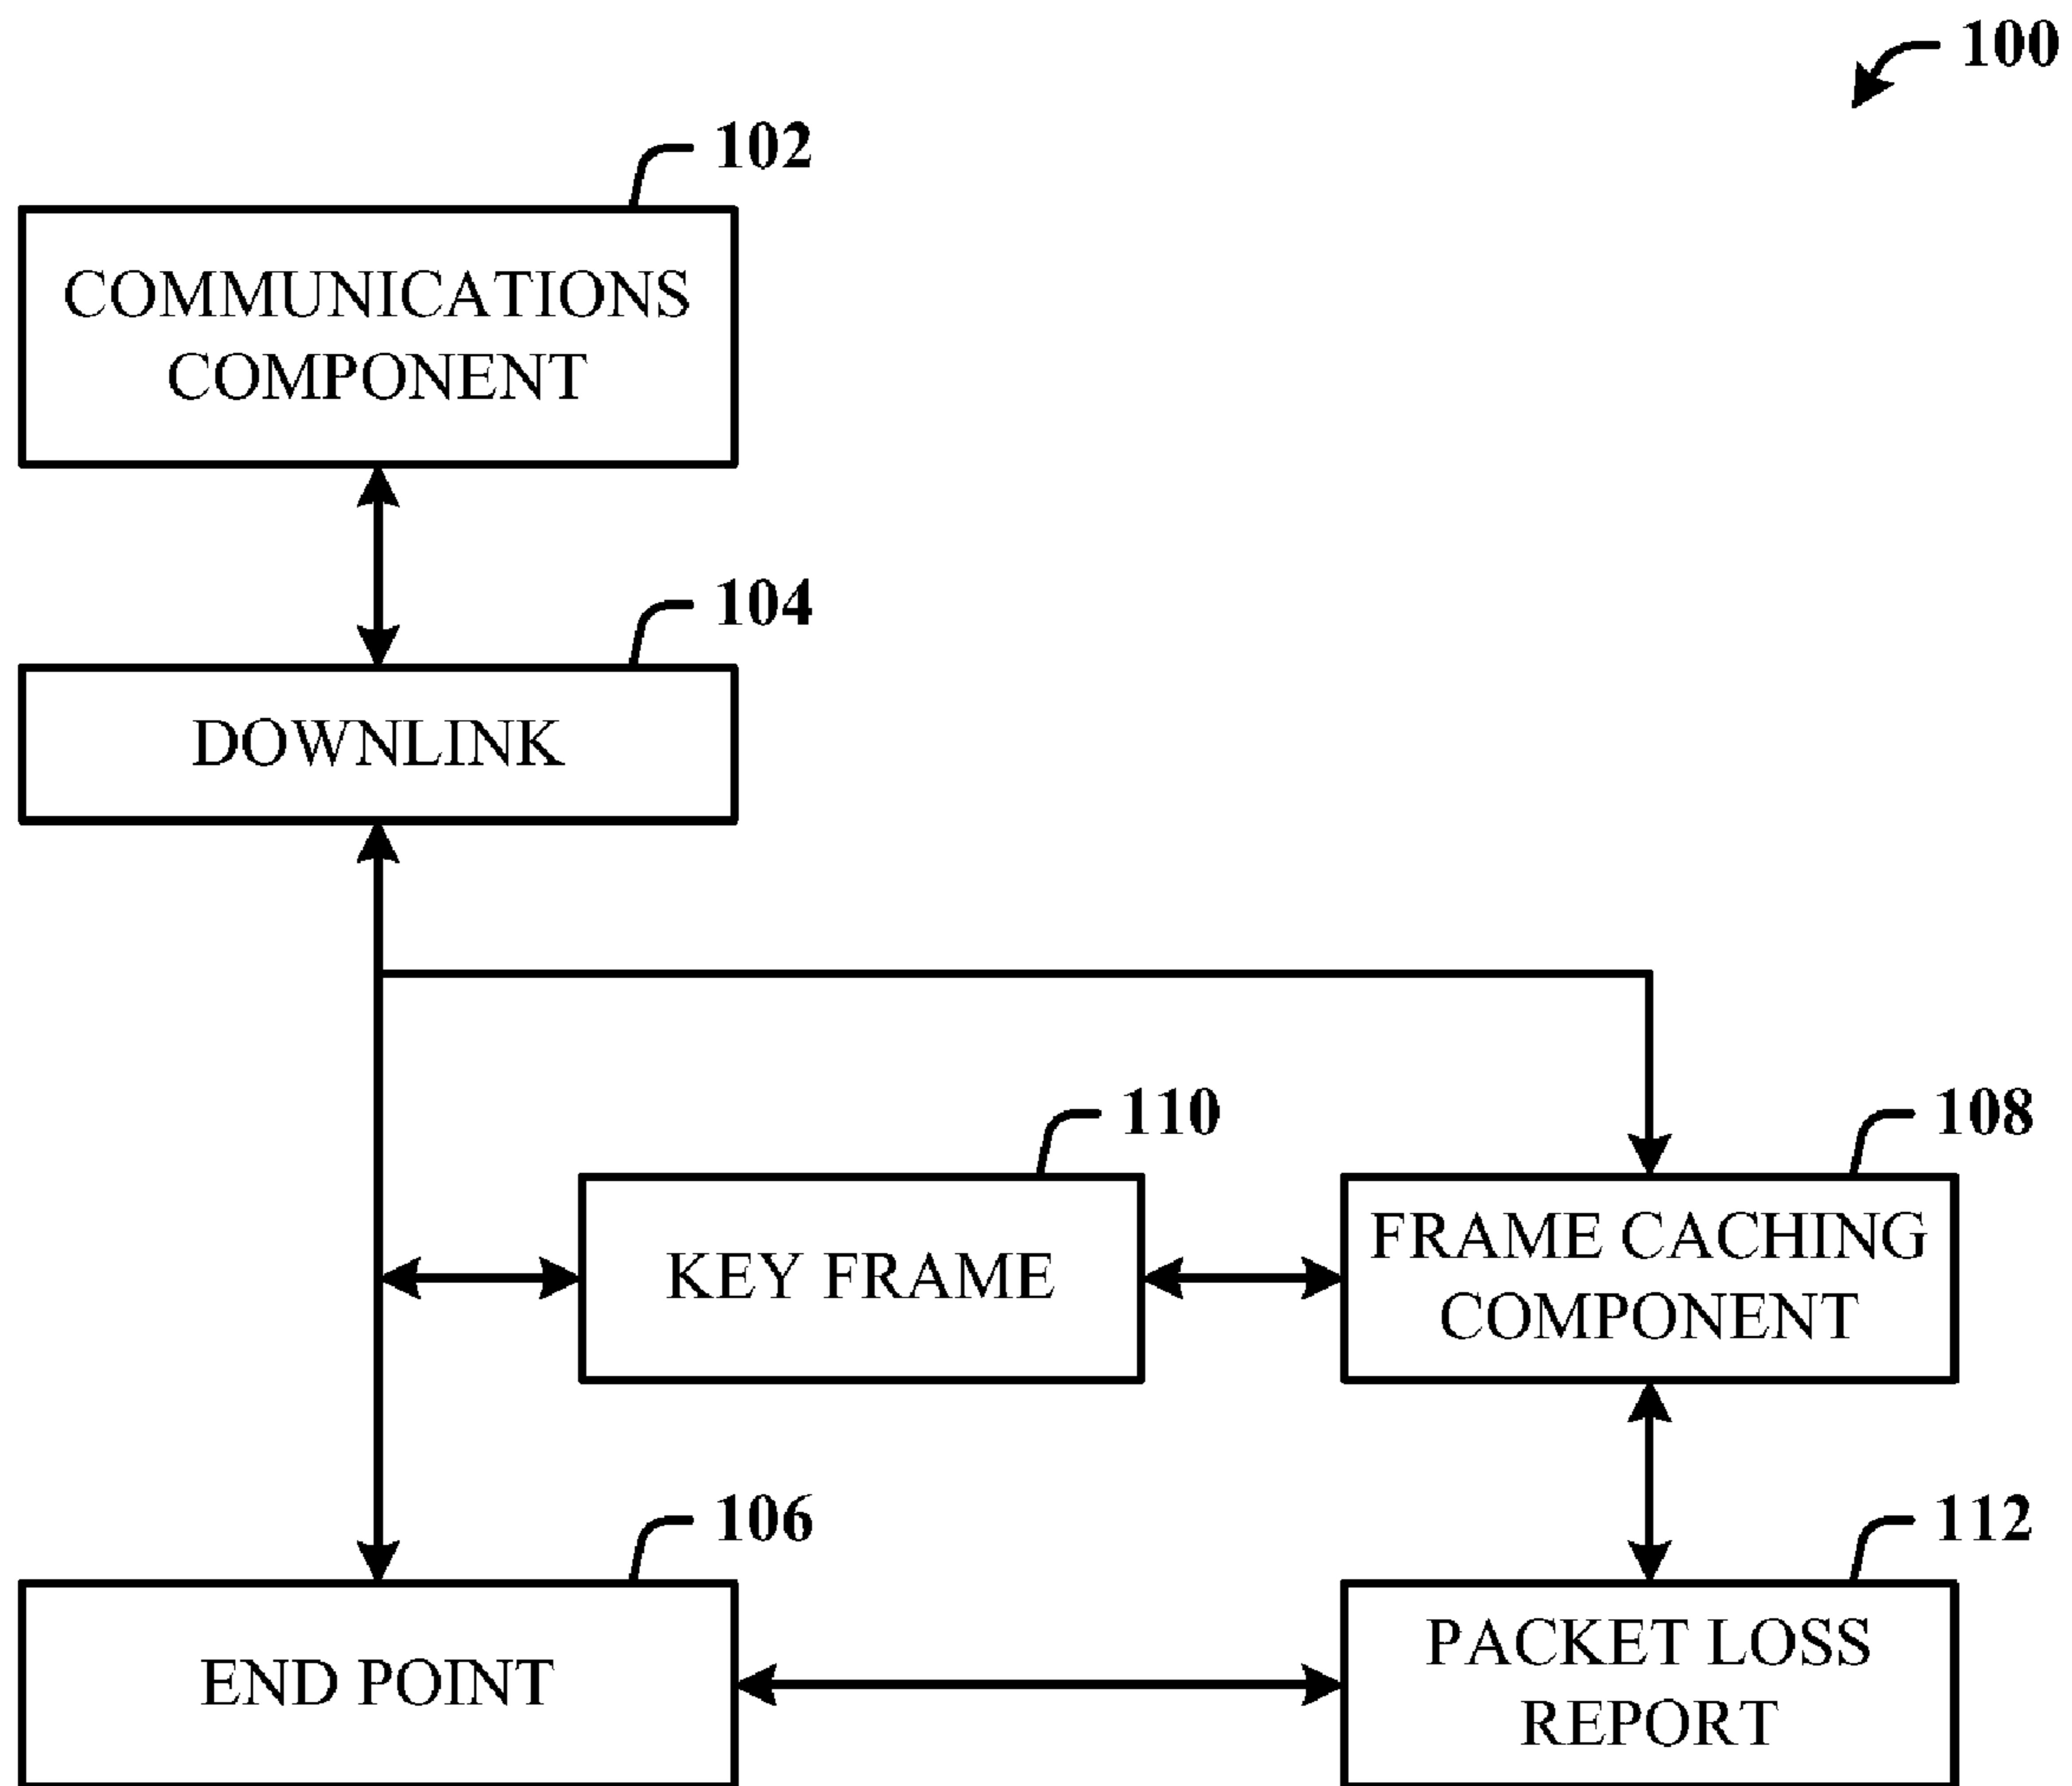 100
102
COMMUNICATIONS
COMPONENT
104
DOWNLINK
110
108
KEY FRAME
FRAME CACHING
COMPONENT
106
112
END POINT
PACKET LOSS
REPORT